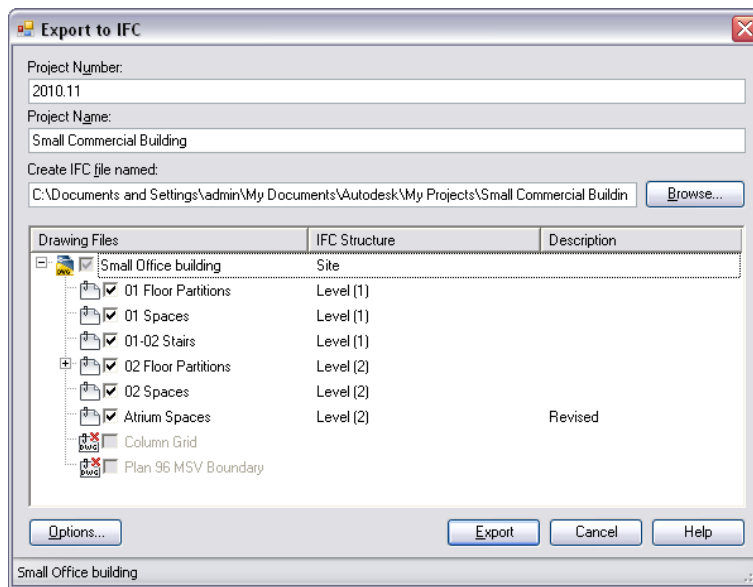 Export to IFC
Project Number:
2010.11
Project Name:
Small Commercial Building
Create IFC file named:
C:\Documents and Settings\admin\My Documents\Autodesk\My Projects\Small Commercial Buildin Browse...
Drawing Files IFC Structure Description
Small Office building Site
01 Floor Partitions Level (1)
01 Spaces Level (1)
01-02 Stairs Level (1)
02 Floor Partitions Level (2)
02 Spaces Level (2)
Atrium Spaces Level (2) Revised
Column Grid
Plan 96 MSV Boundary
Options... Export Cancel Help
Small Office building